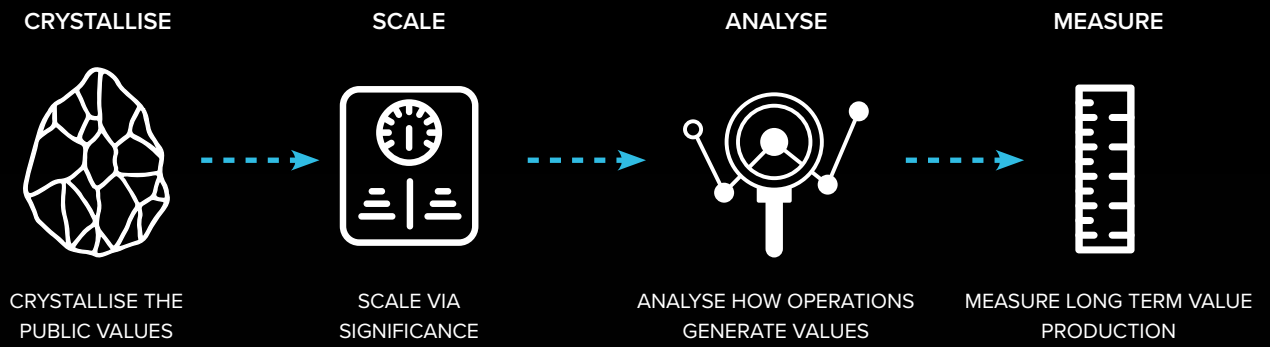 CRYSTALLISE
SCALE
ANALYSE
MEASURE
CRYSTALLISE THE
PUBLIC VALUES
SCALE VIA
SIGNIFICANCE
ANALYSE HOW OPERATIONS
GENERATE VALUES
MEASURE LONG TERM VALUE
PRODUCTION